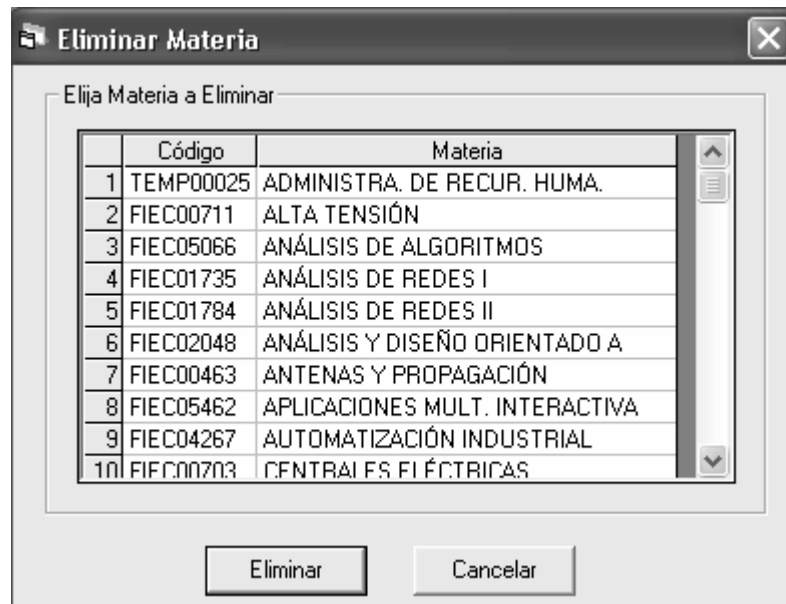 Eliminar Materia
Elija Materia a Eliminar
Código Materia
1 TEMP00025 ADMINISTRA. DE RECUR. HUMA.
2 FIEC00711 ALTA TENSIÓN
3 FIEC05066 ANÁLISIS DE ALGORITMOS
4 FIEC01735 ANÁLISIS DE REDES I
5 FIEC01784 ANÁLISIS DE REDES II
6 FIEC02048 ANÁLISIS Y DISEÑO ORIENTADO A
7 FIEC00463 ANTENAS Y PROPAGACIÓN
8 FIEC05462 APLICACIONES MULT. INTERACTIVA
9 FIEC04267 AUTOMATIZACIÓN INDUSTRIAL
10 FIEC00703 CENTRALES ELÉCTRICAS
Eliminar Cancelar